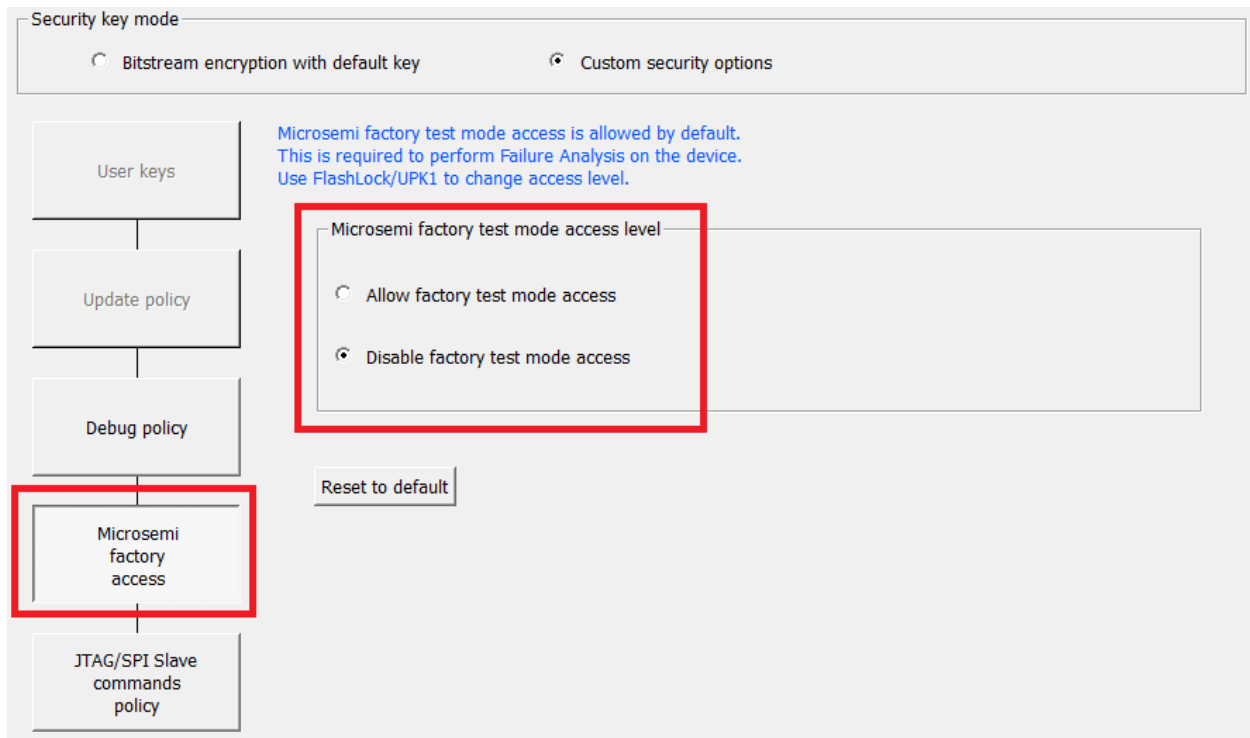 Security key mode
Bitstream encryption with default key
Custom security options
User keys
Microsemi factory test mode access is allowed by default.
This is required to perform Failure Analysis on the device.
Use FlashLock/UPK1 to change access level.
Microsemi factory test mode access level
Update policy
Allow factory test mode access
Disable factory test mode access
Debug policy
Reset to default
Microsemi
factory
access
JTAG/SPI Slave
commands
policy